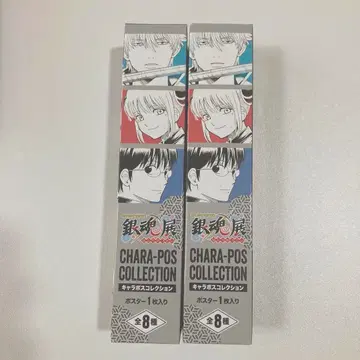 銀魂展
CHARA-POS
COLLECTION
キャラポスコレクション
ポスター1枚入り
全8種
銀魂展
CHARA-POS
COLLECTION
キャラポスコレクション
ポスター1枚入り
全8種